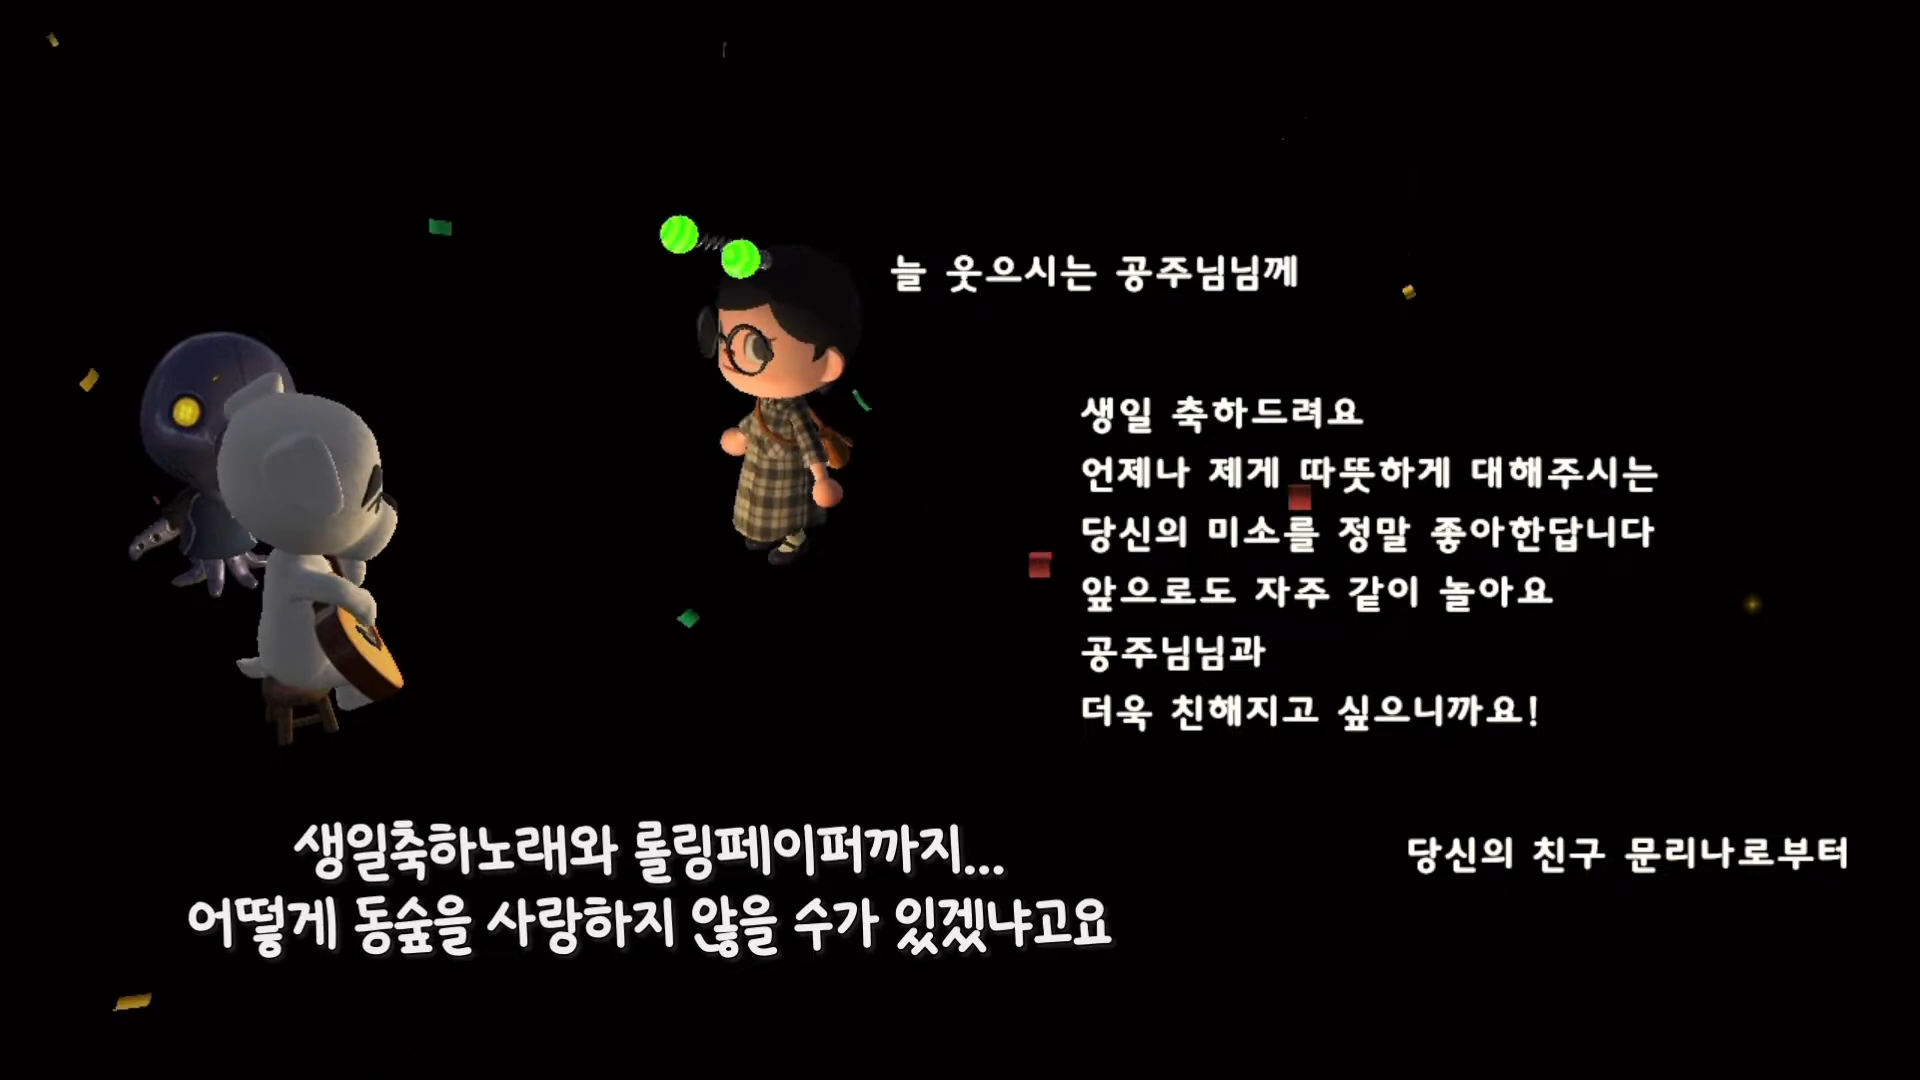 늘 웃으시는 공주님님께
생일 축하드려요
언제나 제게 따뜻하게 대해주시는
당신의 미소를 정말 좋아한답니다
앞으로도 자주 같이 놀아요
공주님님과
더욱 친해지고 싶으니까요!
당신의 친구 문리나로부터
생일축하노래와 롤링페이퍼까지...
어떻게 동숲을 사랑하지 않을 수가 있겠냐고요